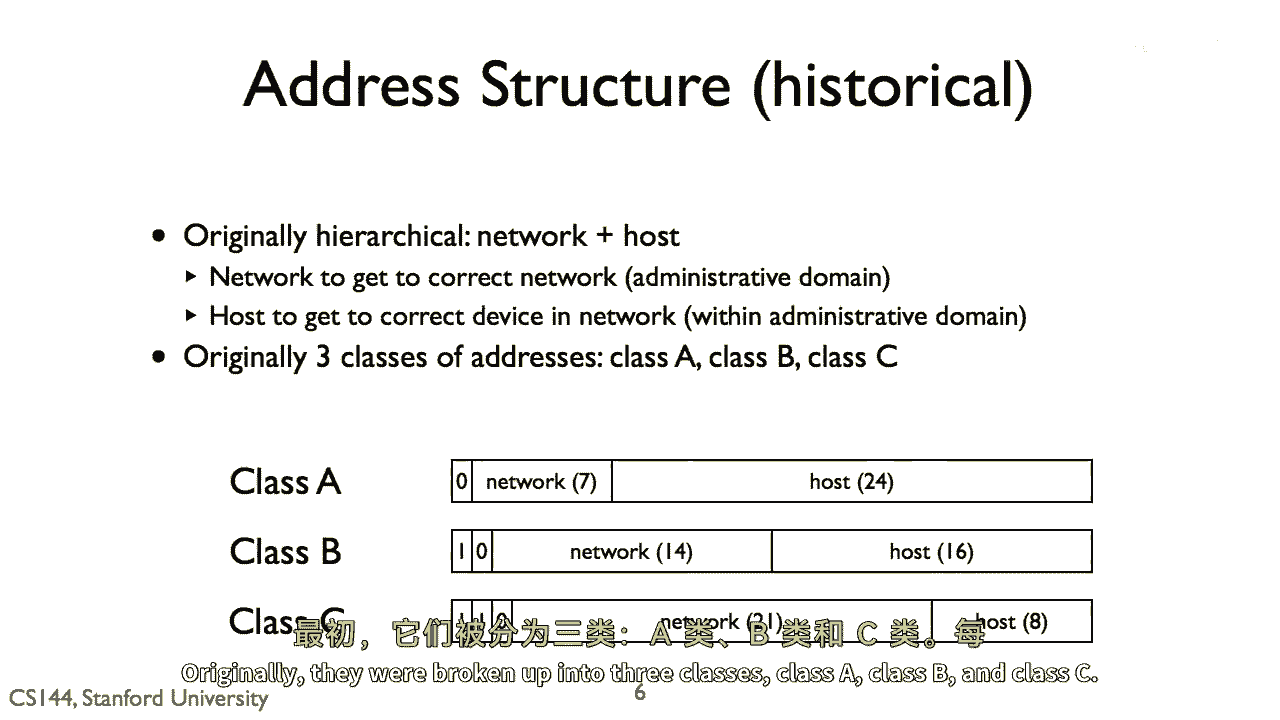 Address Structure (historical)
• Originally hierarchical: network + host
▸ Network to get to correct network (administrative domain)
▸ Host to get to correct device in network (within administrative domain)
• Originally 3 classes of addresses: class A, class B, class C
Class A 0 network (7) host (24)
Class B 1 0 network (14) host (16)
Class C 1 1 0 network (21) host (8)
最初，它们被分为三类：A 类、B 类和 C 类。每
Originally, they were broken up into three classes, class A, class B, and class C.
CS144, Stanford University 6